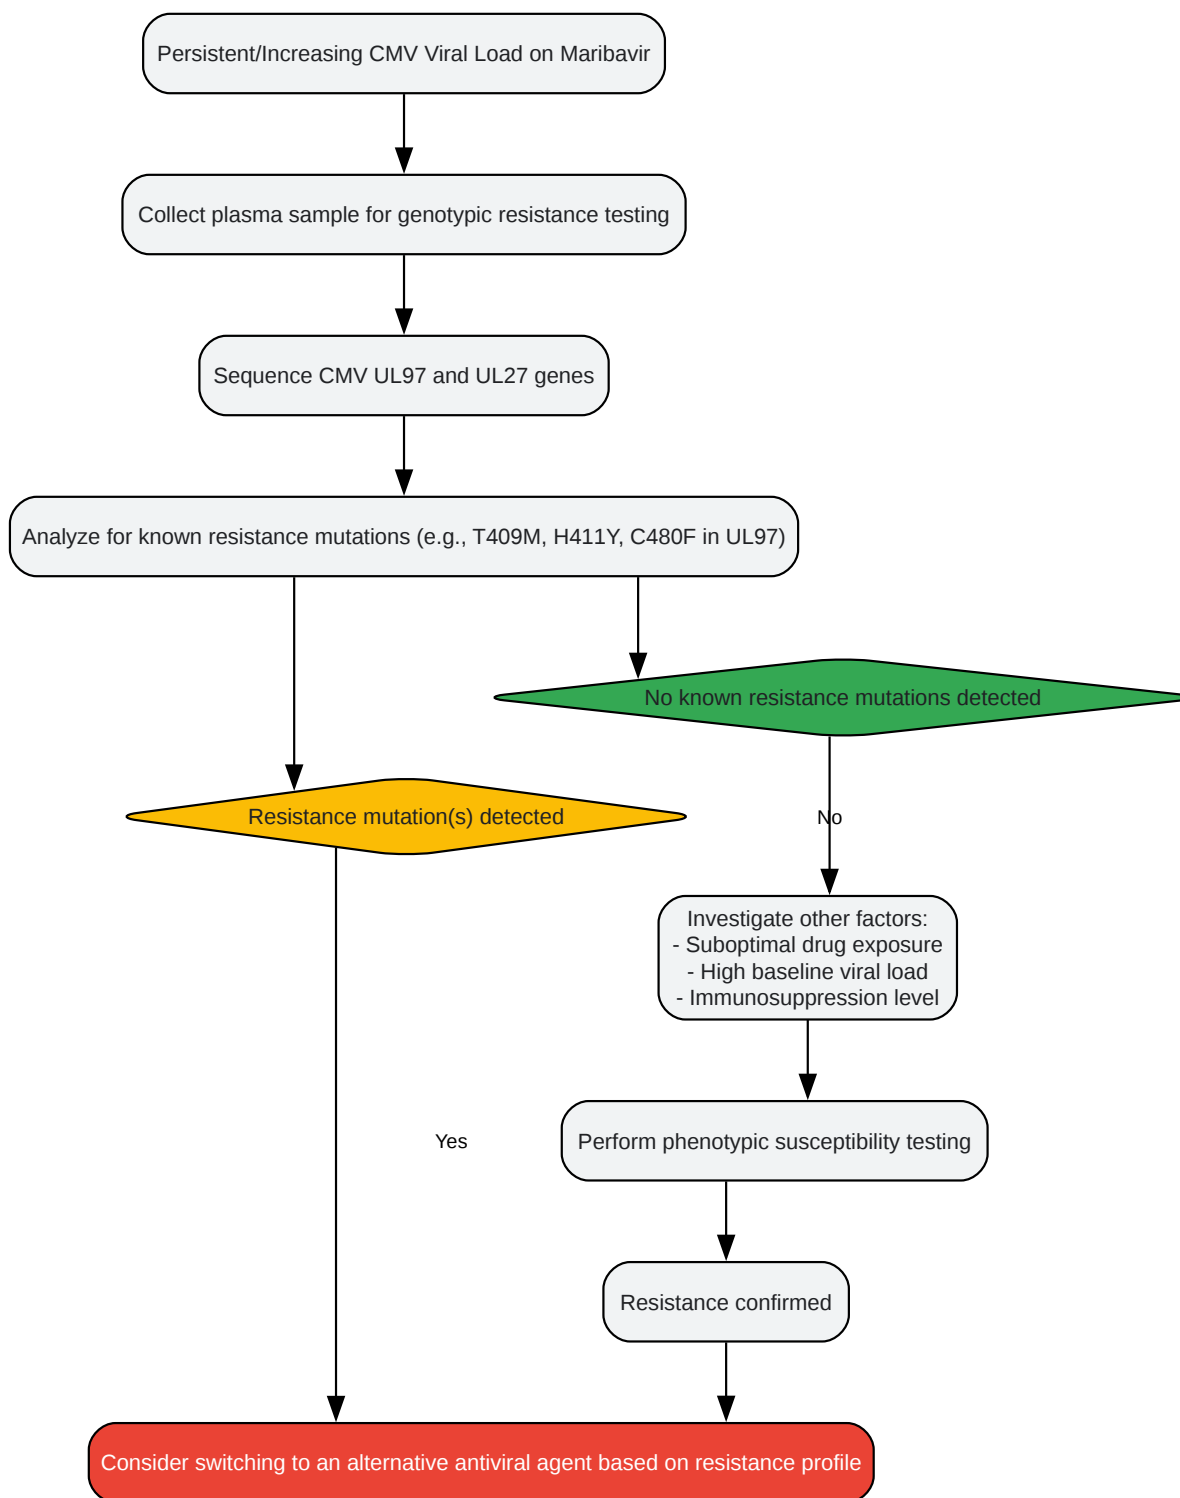 Persistent/Increasing CMV Viral Load on Maribavir
Collect plasma sample for genotypic resistance testing
Sequence CMV UL97 and UL27 genes
Analyze for known resistance mutations (e.g., T409M, H411Y, C480F in UL97)
No known resistance mutations detected
Resistance mutation(s) detected
No
Investigate other factors:
- Suboptimal drug exposure
- High baseline viral load
- Immunosuppression level
Yes
Perform phenotypic susceptibility testing
Resistance confirmed
Consider switching to an alternative antiviral agent based on resistance profile